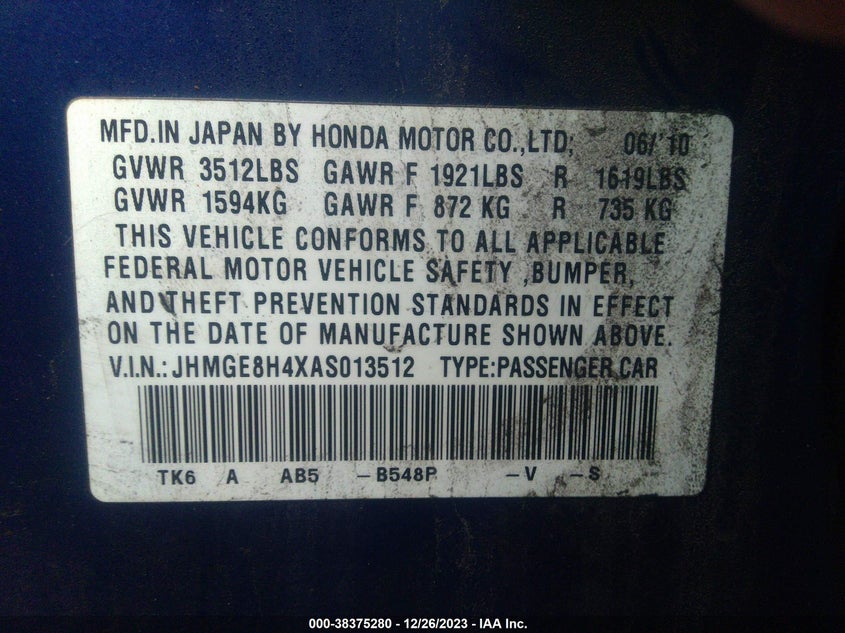 MFD.IN JAPAN BY HONDA MOTOR CO.,LTD; 06/'10
GVWR 3512LBS GAWR F 1921LBS R 1619LBS
GVWR 1594KG GAWR F 872 KG R 735 KG
THIS VEHICLE CONFORMS TO ALL APPLICABLE
FEDERAL MOTOR VEHICLE SAFETY ,BUMPER,
AND THEFT PREVENTION STANDARDS IN EFFECT
ON THE DATE OF MANUFACTURE SHOWN ABOVE.
V.I.N.: JHMGE8H4XAS013512 TYPE:PASSENGER CAR
TK6 A AB5 -B548P -V -S
000-38375280 - 12/26/2023 - IAA Inc.